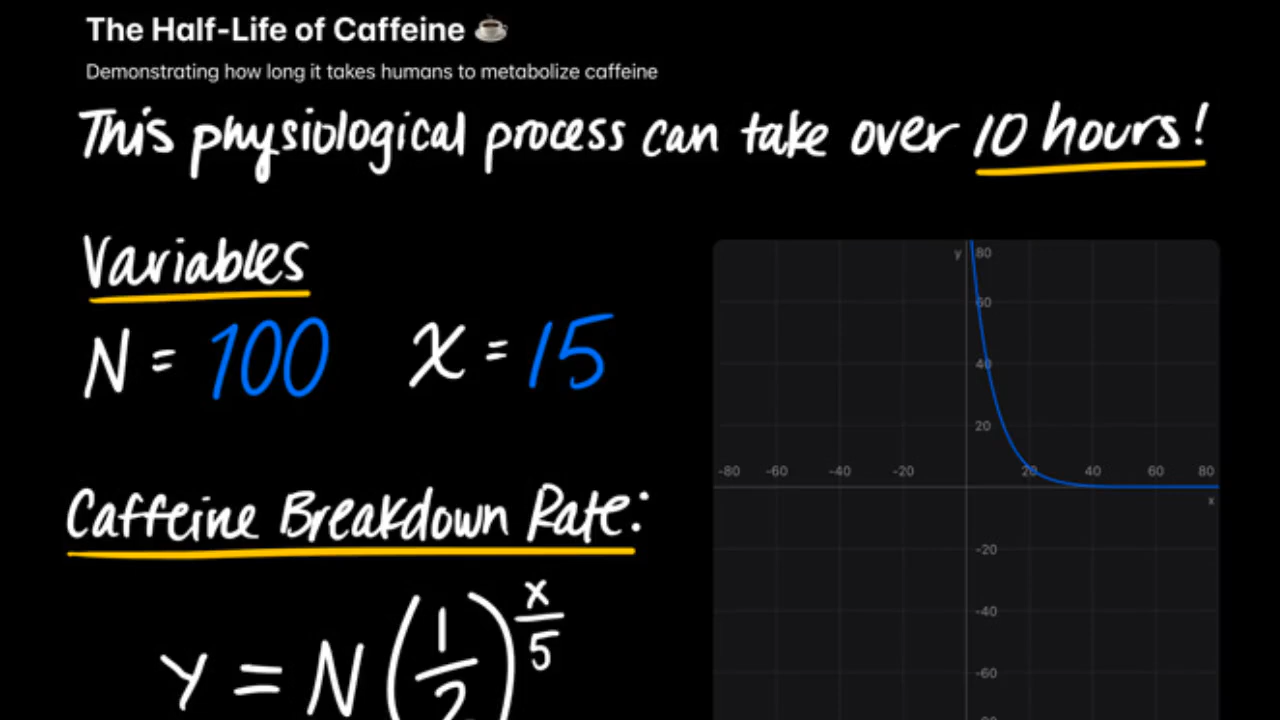 The Half-Life of Caffeine ☕
Demonstrating how long it takes humans to metabolize caffeine
This physiological process can take over 10 hours!
Variables
N = 100 x = 15
y 80
60
40
20
-80 -60 -40 -20 20 40 60 80
x
-20
-40
-60
Caffeine Breakdown Rate:
y = N(1/2)^(x/5)